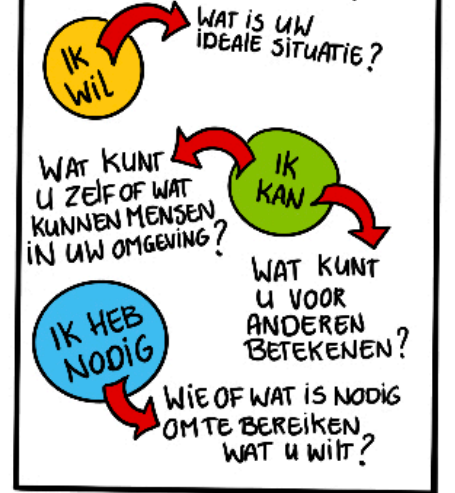 IK
WIL
WAT IS UW
IDEALE SITUATIE?
IK
KAN
WAT KUNT
U ZELF OF WAT
KUNNEN MENSEN
IN UW OMGEVING?
WAT KUNT
U VOOR
ANDEREN
BETEKENEN?
IK HEB
NODIG
WIE OF WAT IS NODIG
OM TE BEREIKEN
WAT U WILT?